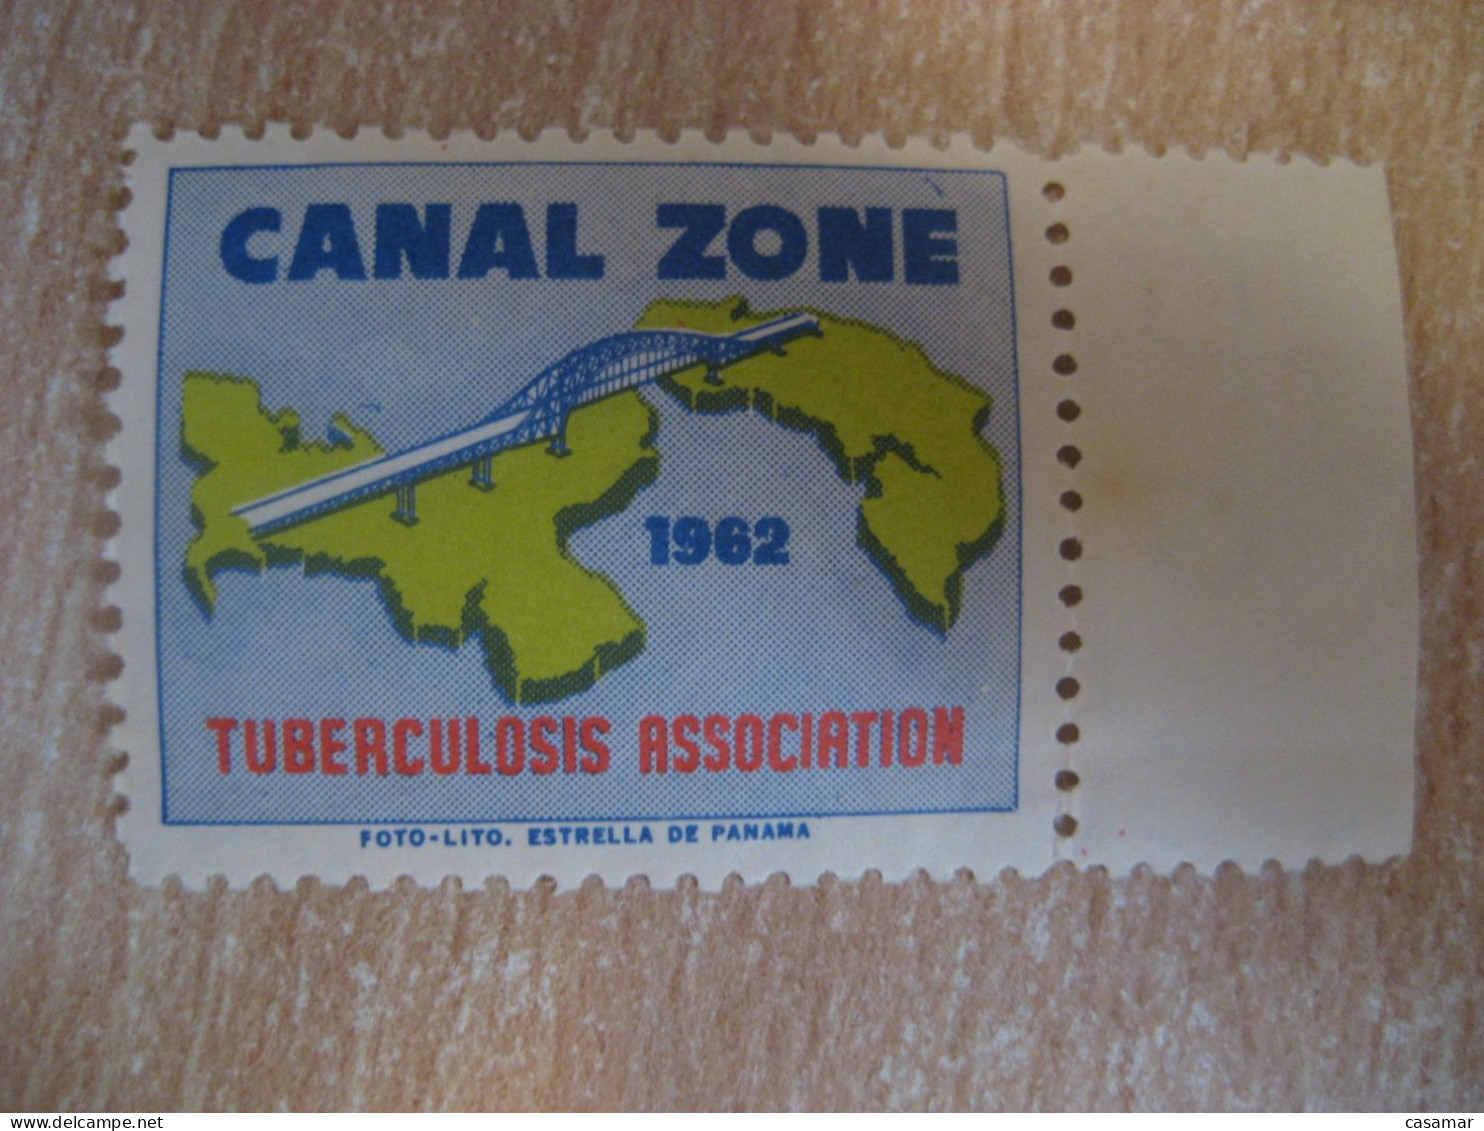 CANAL ZONE
1962
TUBERCULOSIS ASSOCIATION
FOTO-LITO. ESTRELLA DE PANAMA
www.delcampe.net
casamar